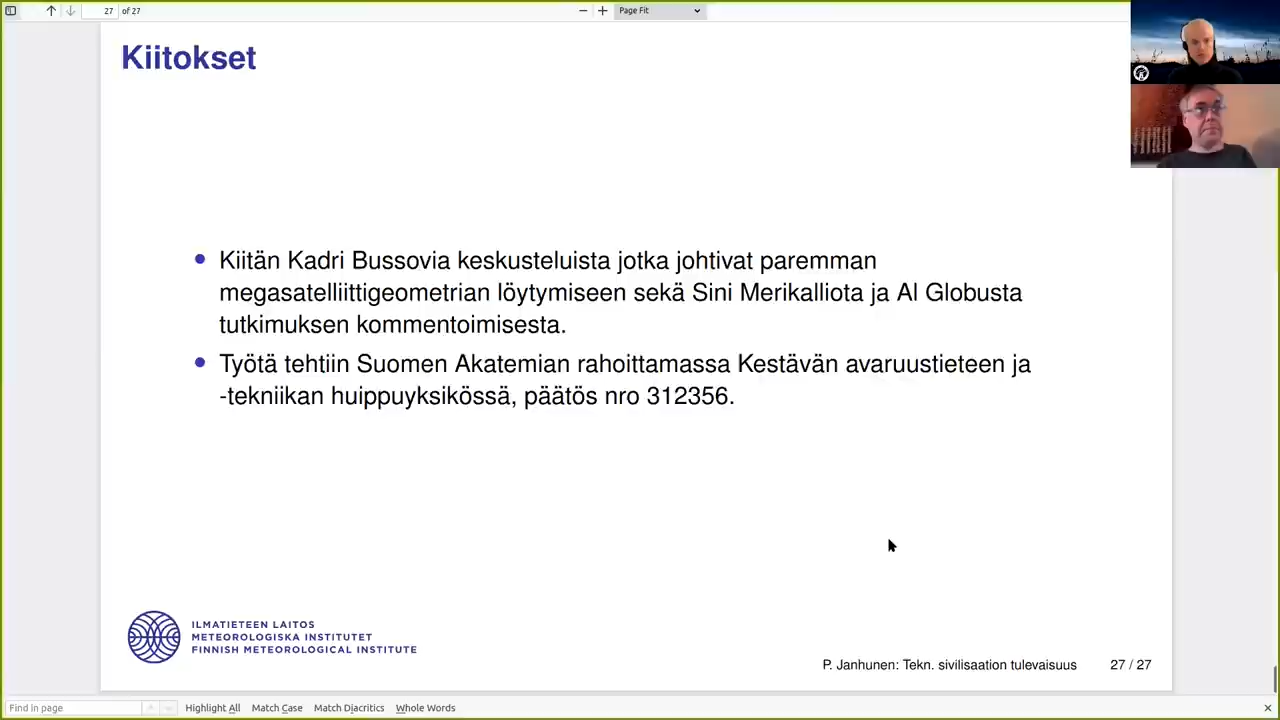 27 of 27
Page Fit
Kiitokset
Kiitän Kadri Bussovia keskusteluista jotka johtivat paremman
megasatelliittigeometrian löytymiseen sekä Sini Merikalliota ja Al Globusta
tutkimuksen kommentoimisesta.
Työtä tehtiin Suomen Akatemian rahoittamassa Kestävän avaruustieteen ja
-tekniikan huippuyksikössä, päätös nro 312356.
ILMATIETEEN LAITOS
METEOROLOGISKA INSTITUTET
FINNISH METEOROLOGICAL INSTITUTE
P. Janhunen: Tekn. sivilisaation tulevaisuus 27 / 27
Find in page Highlight All Match Case Match Diacritics Whole Words